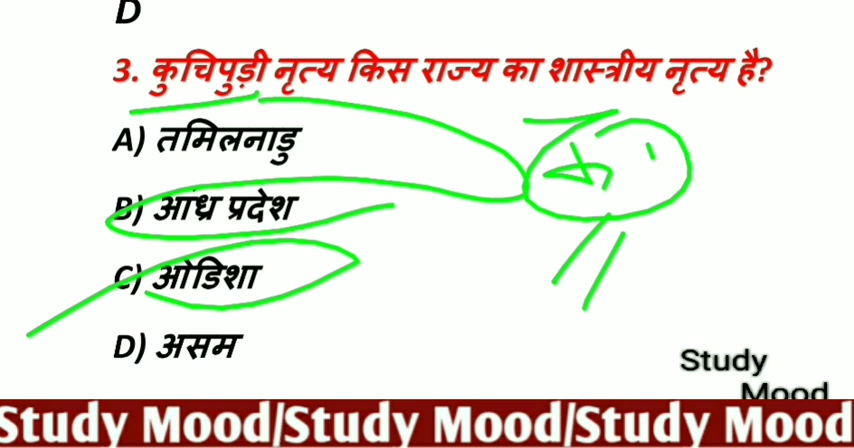 D
3. कुचिपुड़ी नृत्य किस राज्य का शास्त्रीय नृत्य है?
A) तमिलनाडु
B) आंध्र प्रदेश
C) ओडिशा
D) असम
Study
Mood
Study Mood/Study Mood/Study Mood